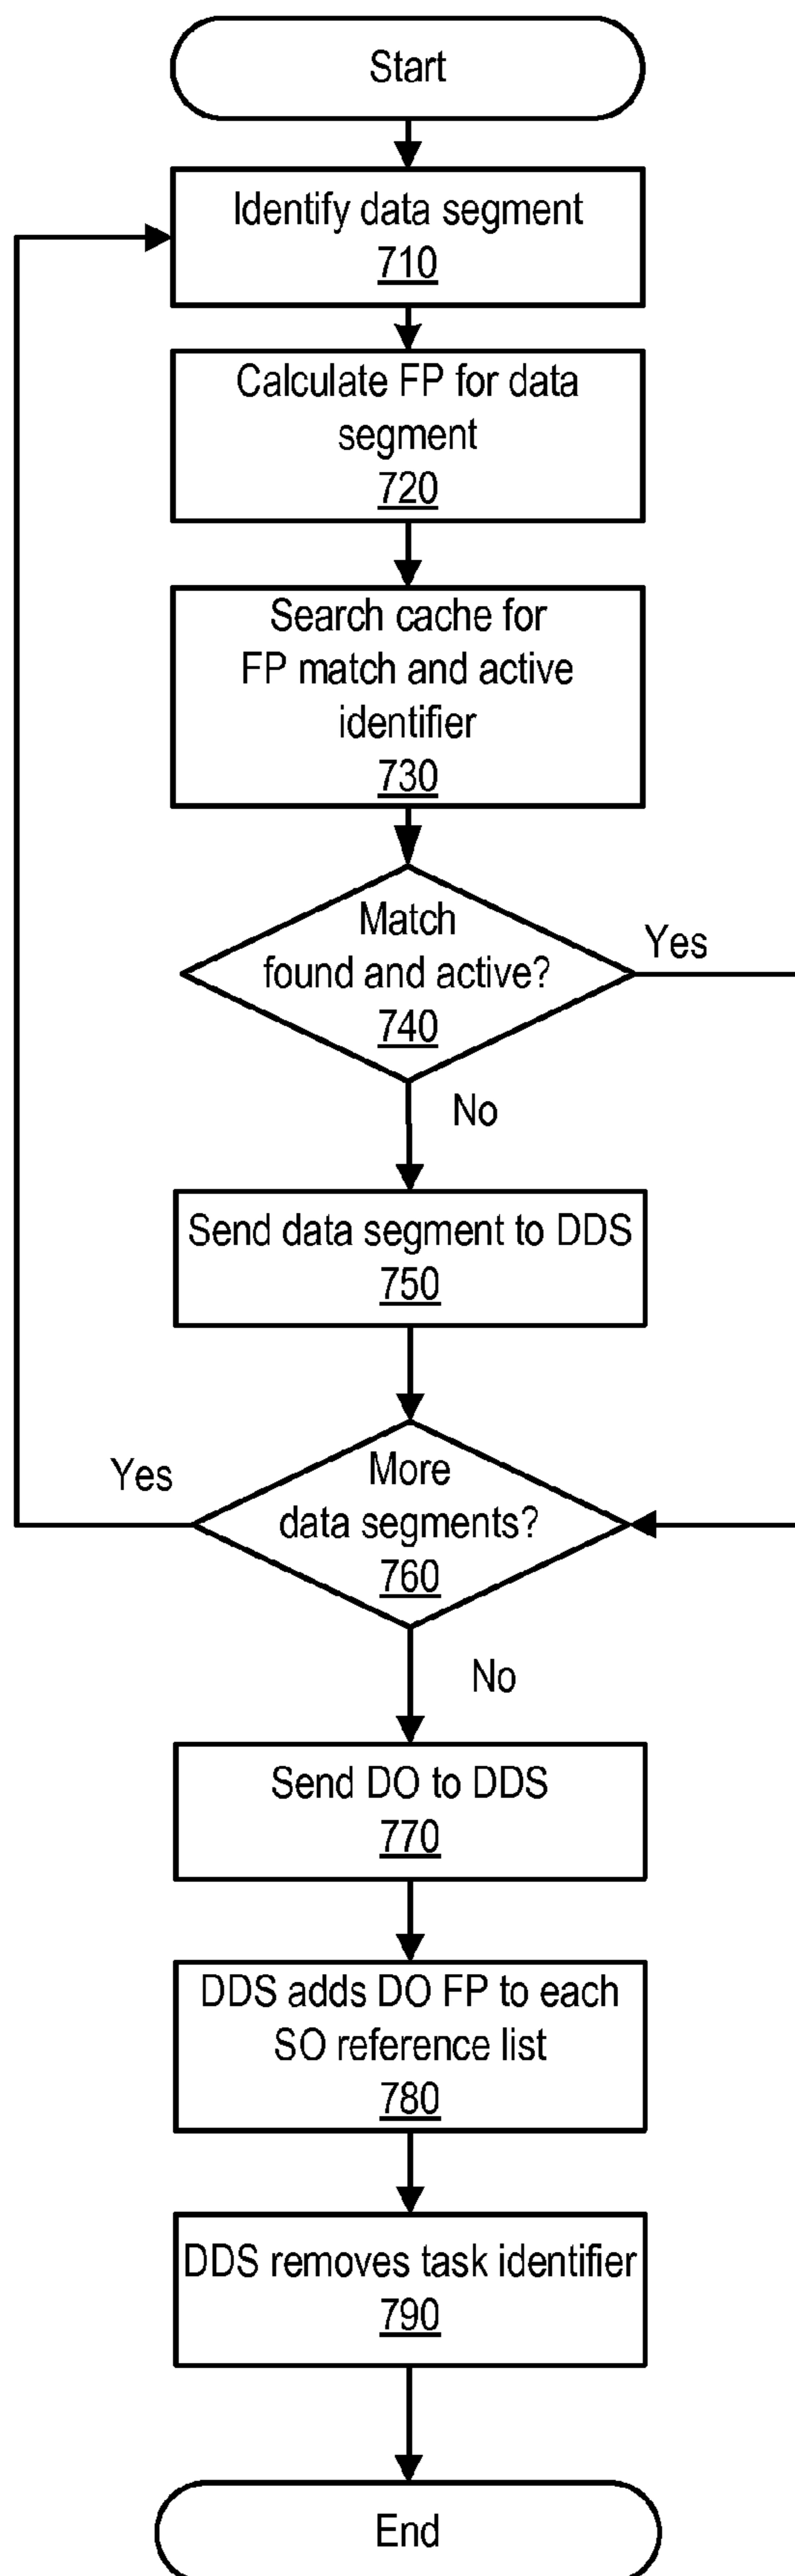 Start
Identify data segment
710
Calculate FP for data
segment
720
Search cache for
FP match and active
identifier
730
Match
found and active?
740
Yes
No
Send data segment to DDS
750
More
data segments?
760
Yes
No
Send DO to DDS
770
DDS adds DO FP to each
SO reference list
780
DDS removes task identifier
790
End